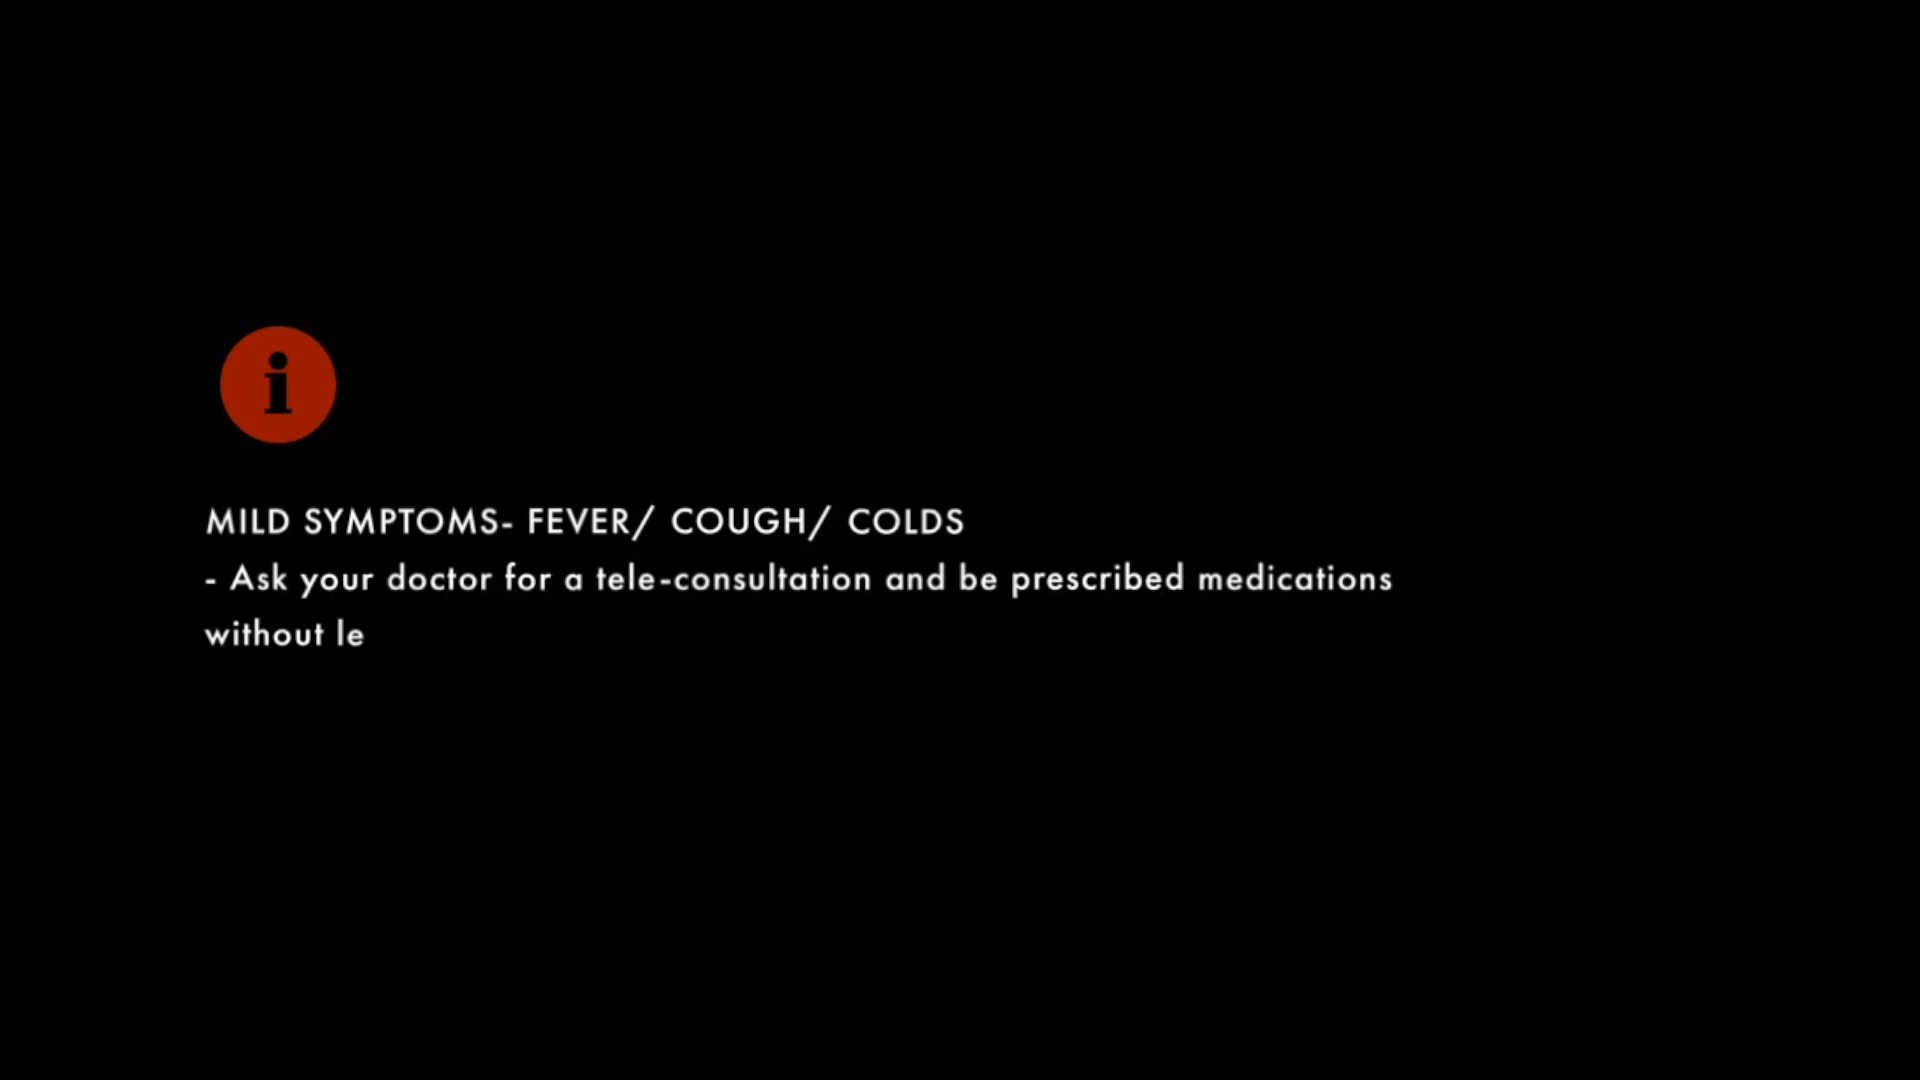 i
MILD SYMPTOMS- FEVER/ COUGH/ COLDS
- Ask your doctor for a tele-consultation and be prescribed medications
without le